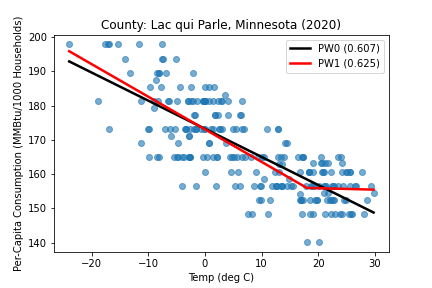 County: Lac qui Parle, Minnesota (2020)
Per-Capita Consumption (MMBtu/1000 Households)
200
190
180
170
160
150
140
PW0 (0.607)
PW1 (0.625)
−20 −10 0 10 20 30
Temp (deg C)